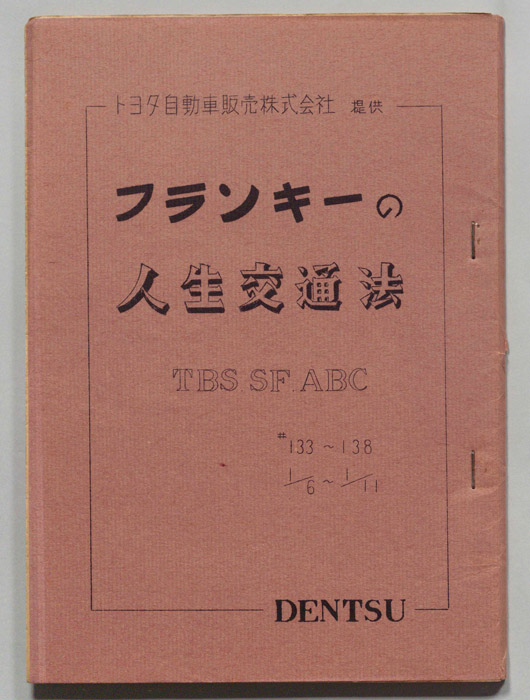 トヨタ自動車販売株式会社 提供
フランキーの
人生交通法
TBS.SF.ABC
#133～138
1/6～1/11
DENTSU